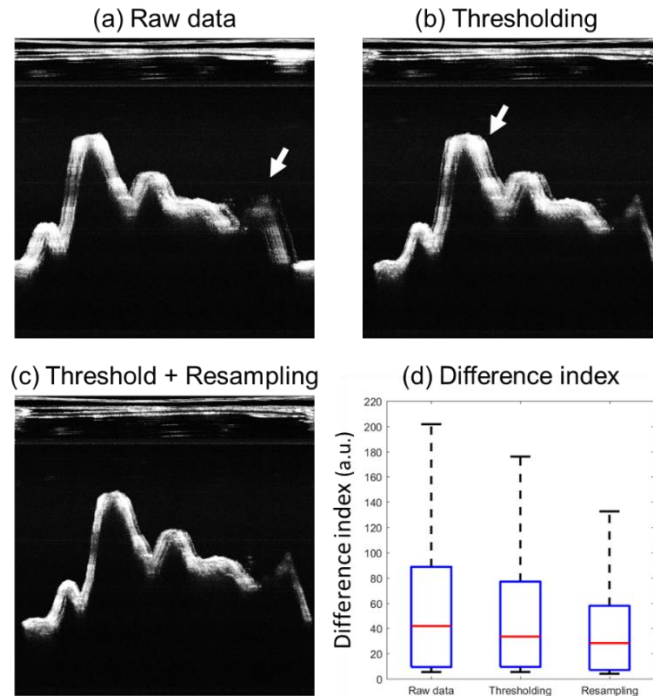 (a) Raw data
(b) Thresholding
(c) Threshold + Resampling
(d) Difference index
Difference index (a.u.)
220
200
180
160
140
120
100
80
60
40
20
0
Raw data
Thresholding
Resampling